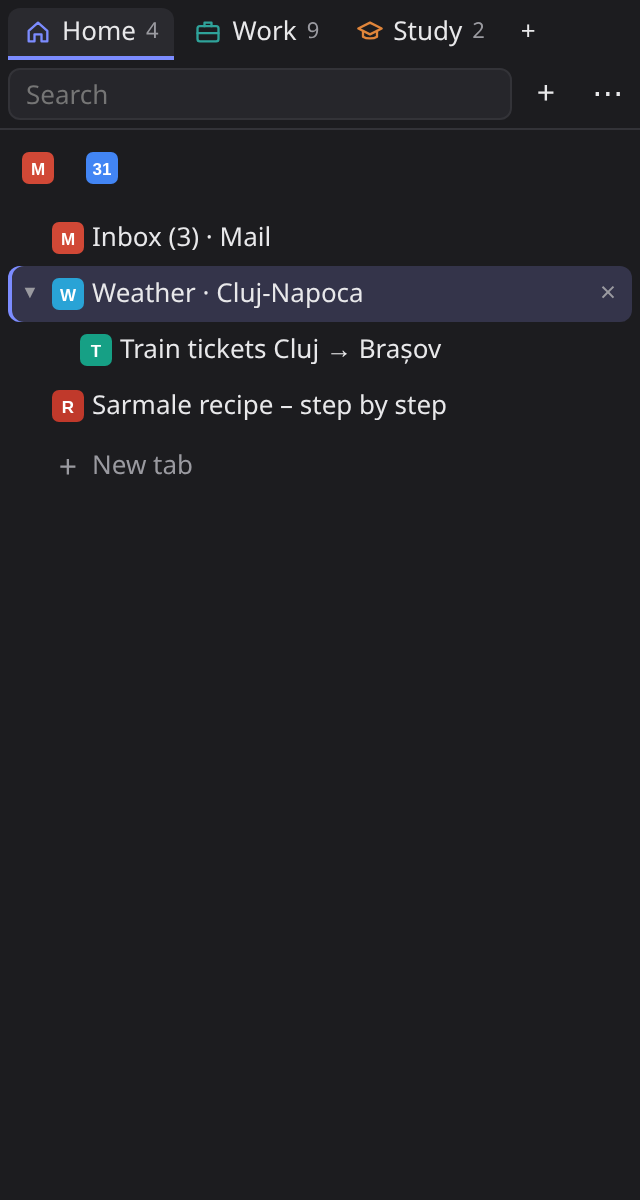 Home 4 Work 9 Study 2 +
Search + ⋯
M 31
M Inbox (3) · Mail
▼ W Weather · Cluj-Napoca ×
T Train tickets Cluj → Brașov
R Sarmale recipe – step by step
+ New tab